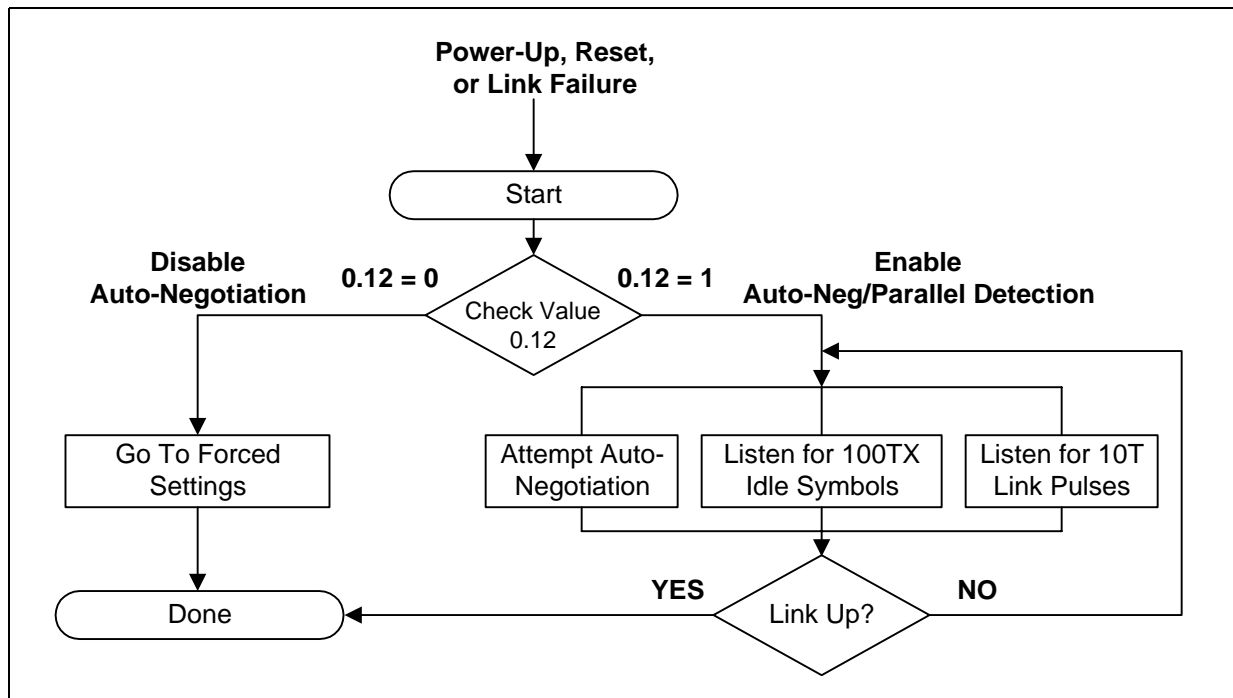 Power-Up, Reset,
or Link Failure
Start
Disable
Auto-Negotiation
0.12 = 0
0.12 = 1
Enable
Auto-Neg/Parallel Detection
Check Value
0.12
Go To Forced
Settings
Attempt Auto-
Negotiation
Listen for 100TX
Idle Symbols
Listen for 10T
Link Pulses
YES
NO
Done
Link Up?